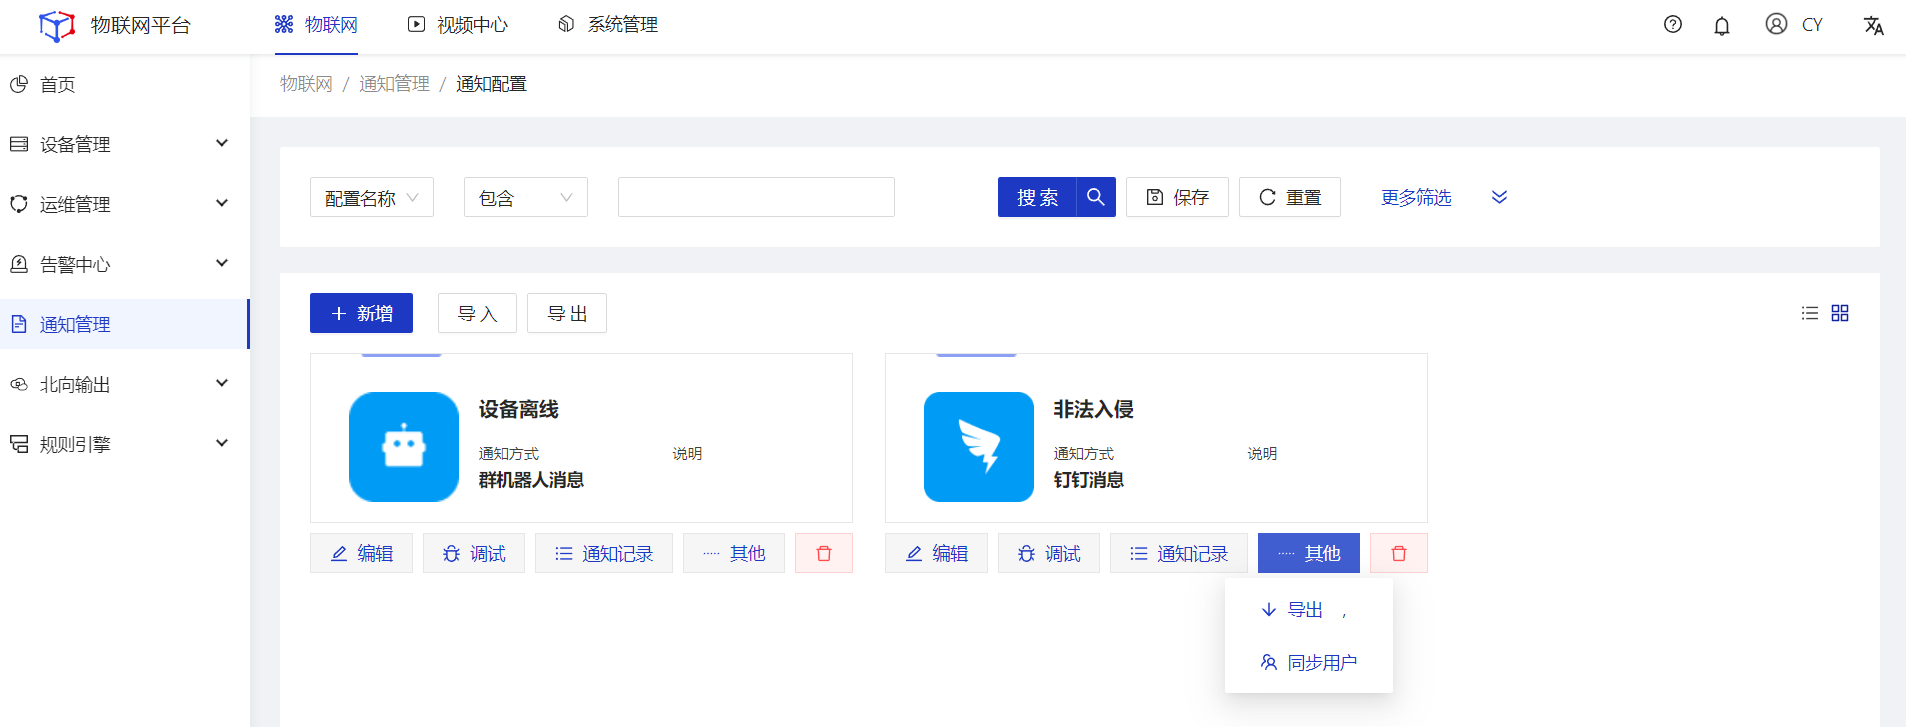 物联网平台
物联网 视频中心 系统管理
CY
首页
设备管理
运维管理
告警中心
通知管理
北向输出
规则引擎
物联网 / 通知管理 / 通知配置
配置名称 包含 搜索 保存 重置 更多筛选
新增 导入 导出
设备离线
通知方式 说明
群机器人消息
编辑 调试 通知记录 其他
非法入侵
通知方式 说明
钉钉消息
编辑 调试 通知记录 其他
导出 ,
同步用户